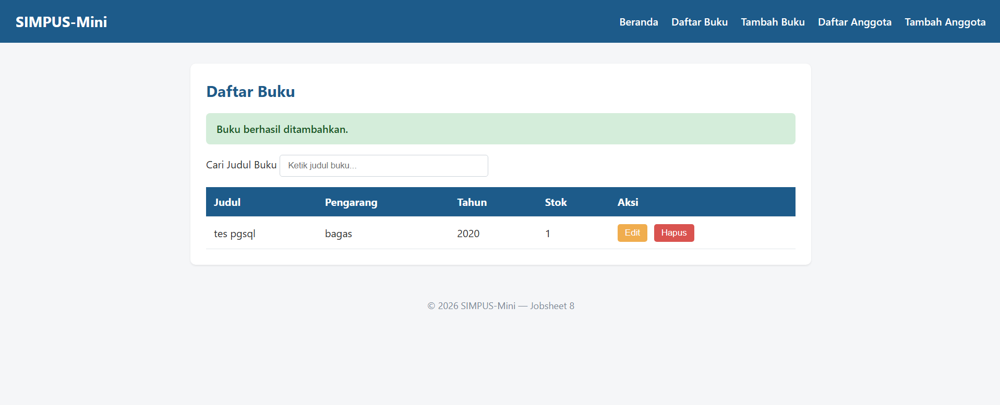 SIMPUS-Mini Beranda Daftar Buku Tambah Buku Daftar Anggota Tambah Anggota
Daftar Buku
Buku berhasil ditambahkan.
Cari Judul Buku Ketik judul buku...
Judul Pengarang Tahun Stok Aksi
tes pgsql bagas 2020 1 Edit Hapus
© 2026 SIMPUS-Mini — Jobsheet 8